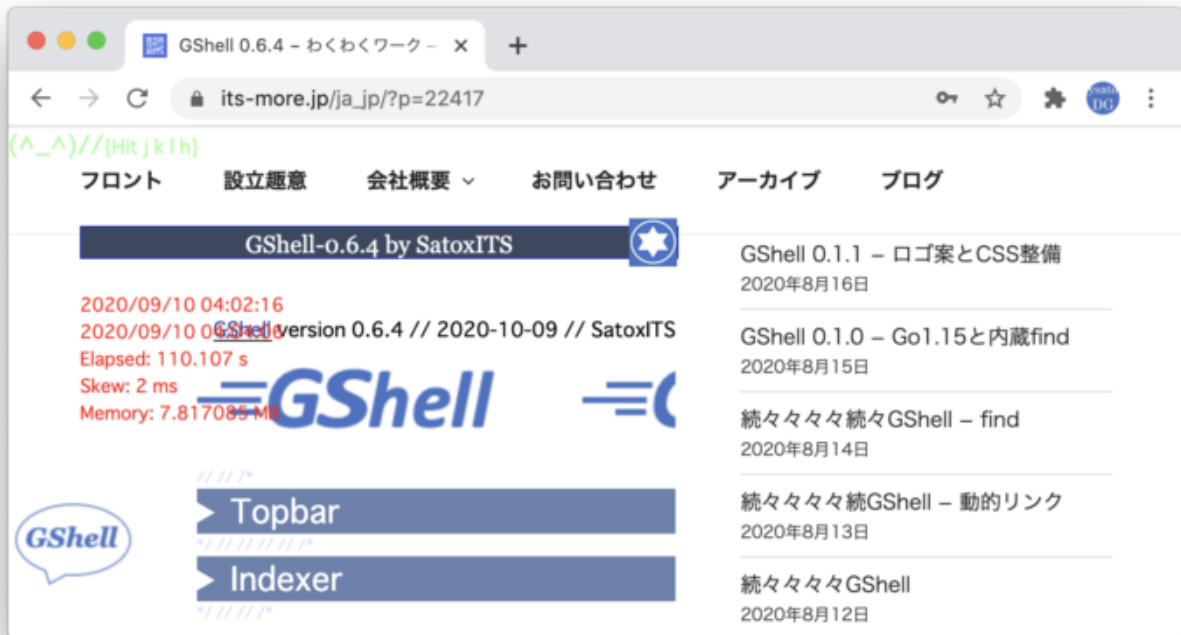 GShell 0.6.4 – わくわくワーク –
its-more.jp/ja_jp/?p=22417
DG
(^_^)//{Hit j k l h}
フロント 設立趣意 会社概要 お問い合わせ アーカイブ ブログ
GShell-0.6.4 by SatoxITS
2020/09/10 04:02:16
2020/09/10
GShell version 0.6.4 // 2020-10-09 // SatoxITS
Elapsed: 110.107 s
Skew: 2 ms
Memory: 7.817085 MB
GShell
// // /*
Topbar
*/ // // // // /*
Indexer
*/ // // /*
GShell
GShell 0.1.1 – ロゴ案とCSS整備
2020年8月16日
GShell 0.1.0 – Go1.15と内蔵find
2020年8月15日
続々々々々続々GShell – find
2020年8月14日
続々々々々続GShell – 動的リンク
2020年8月13日
続々々々々GShell
2020年8月12日